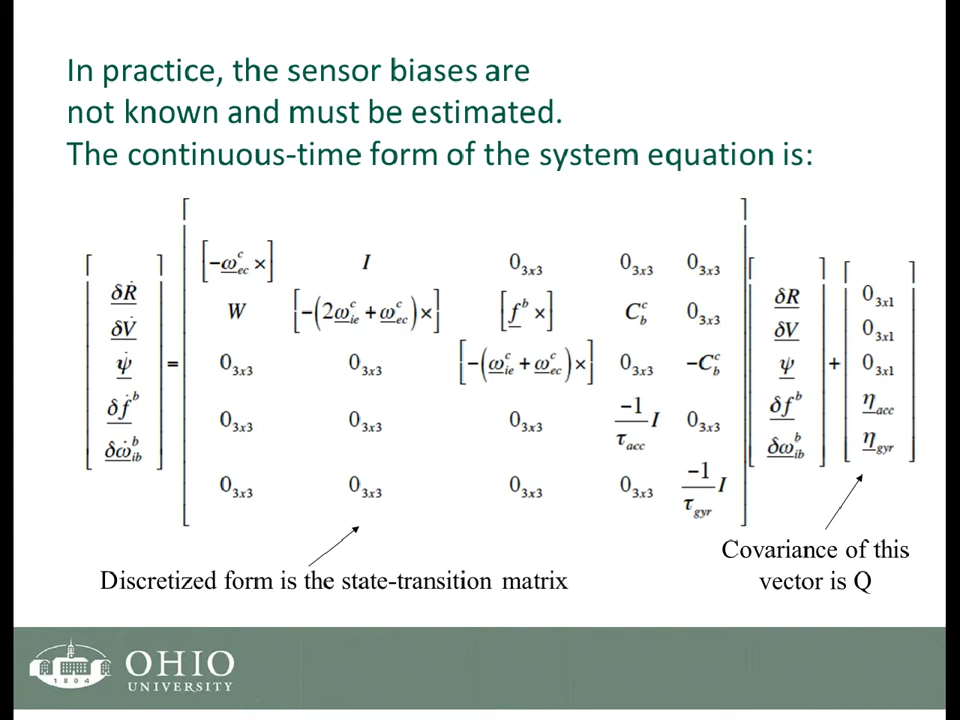 In practice, the sensor biases are
not known and must be estimated.
The continuous-time form of the system equation is:
[δṘ; δV̇; ψ̇; δḟ^b; δω̇_ib^b] =
[[-ω_ec^c ×] I 0_3x3 0_3x3 0_3x3
W [-(2ω_ie^c + ω_ec^c)×] [f^b ×] C_b^c 0_3x3
0_3x3 0_3x3 [-(ω_ie^c + ω_ec^c)×] 0_3x3 -C_b^c
0_3x3 0_3x3 0_3x3 -1/τ_acc I 0_3x3
0_3x3 0_3x3 0_3x3 0_3x3 -1/τ_gyr I]
[δR; δV; ψ; δf^b; δω_ib^b] + [0_3x1; 0_3x1; 0_3x1; η_acc; η_gyr]
Discretized form is the state-transition matrix
Covariance of this
vector is Q
1804
OHIO
UNIVERSITY